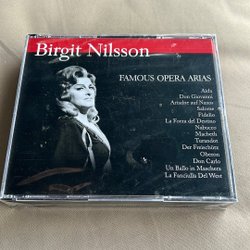 Birgit Nilsson
FAMOUS OPERA ARIAS
Aida
Don Giovanni
Ariadne auf Naxos
Salome
Fidelio
La Forza del Destino
Nabucco
Macbeth
Turandot
Der Freischütz
Oberon
Don Carlo
Un Ballo in Maschera
La Fanciulla Del West